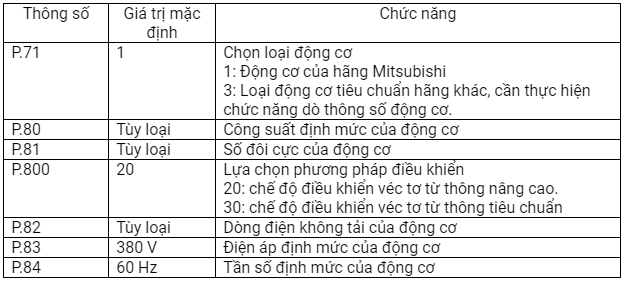 Thông số Giá trị mặc định Chức năng
P.71 1 Chọn loại động cơ
1: Động cơ của hãng Mitsubishi
3: Loại động cơ tiêu chuẩn hãng khác, cần thực hiện
chức năng dò thông số động cơ.
P.80 Tùy loại Công suất định mức của động cơ
P.81 Tùy loại Số đôi cực của động cơ
P.800 20 Lựa chọn phương pháp điều khiển
20: chế độ điều khiển véc tơ từ thông nâng cao.
30: chế độ điều khiển véc tơ từ thông tiêu chuẩn
P.82 Tùy loại Dòng điện không tải của động cơ
P.83 380 V Điện áp định mức của động cơ
P.84 60 Hz Tần số định mức của động cơ